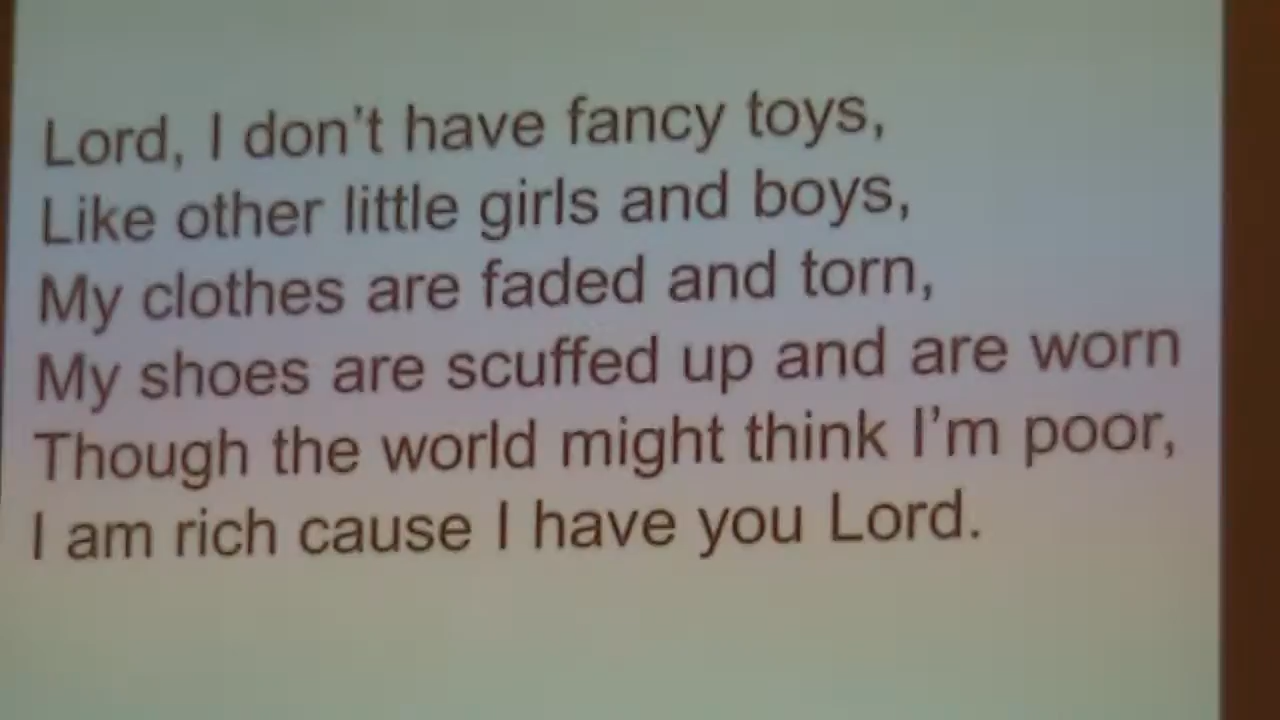 Lord, I don't have fancy toys,
Like other little girls and boys,
My clothes are faded and torn,
My shoes are scuffed up and are worn
Though the world might think I'm poor,
I am rich cause I have you Lord.